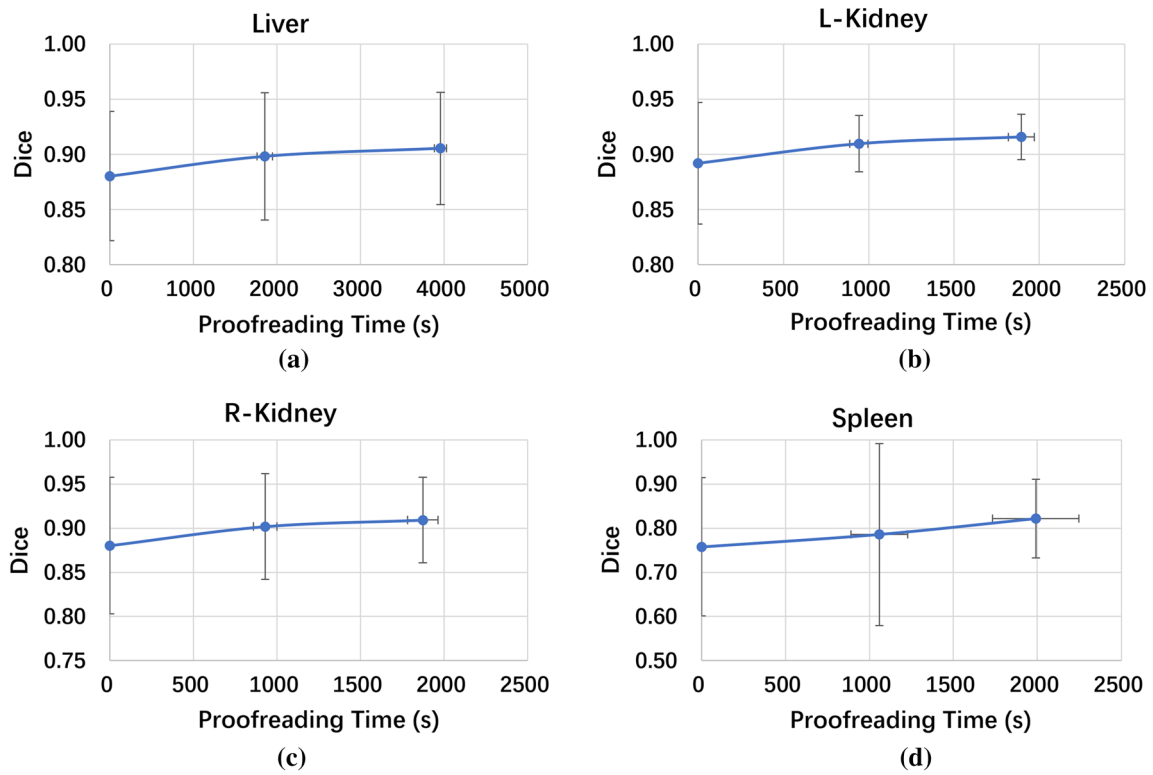 Liver
1.00
0.95
0.90
0.85
0.80
Dice
0 1000 2000 3000 4000 5000
Proofreading Time (s)
(a)
L-Kidney
1.00
0.95
0.90
0.85
0.80
Dice
0 500 1000 1500 2000 2500
Proofreading Time (s)
(b)
R-Kidney
1.00
0.95
0.90
0.85
0.80
0.75
Dice
0 500 1000 1500 2000 2500
Proofreading Time (s)
(c)
Spleen
1.00
0.90
0.80
0.70
0.60
0.50
Dice
0 500 1000 1500 2000 2500
Proofreading Time (s)
(d)